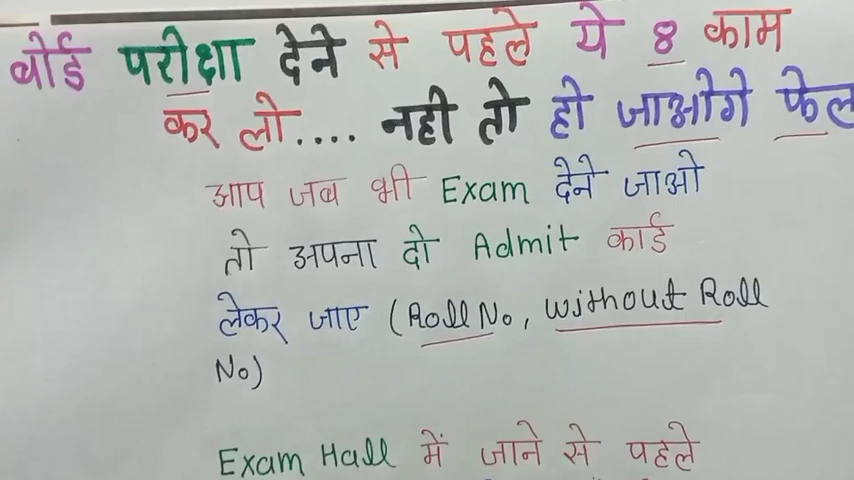 बोर्ड परीक्षा देने से पहले ये 8 काम
कर लो.... नही तो हो जाओगे फेल
आप जब भी Exam देने जाओ
तो अपना दो Admit कार्ड
लेकर जाए (Roll No, Without Roll
No)
Exam Hall में जाने से पहले